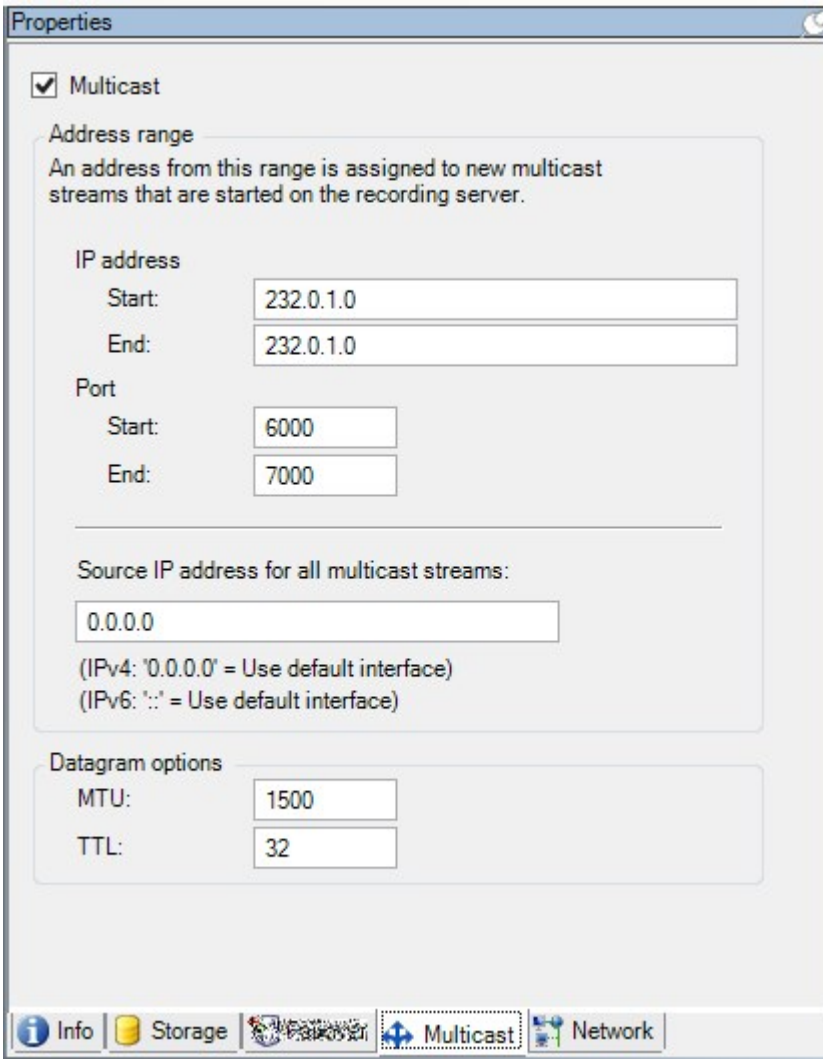 Properties
Multicast
Address range
An address from this range is assigned to new multicast
streams that are started on the recording server.
IP address
Start: 232.0.1.0
End: 232.0.1.0
Port
Start: 6000
End: 7000
Source IP address for all multicast streams:
0.0.0.0
(IPv4: '0.0.0.0' = Use default interface)
(IPv6: '::' = Use default interface)
Datagram options
MTU: 1500
TTL: 32
Info Storage Multicast Network